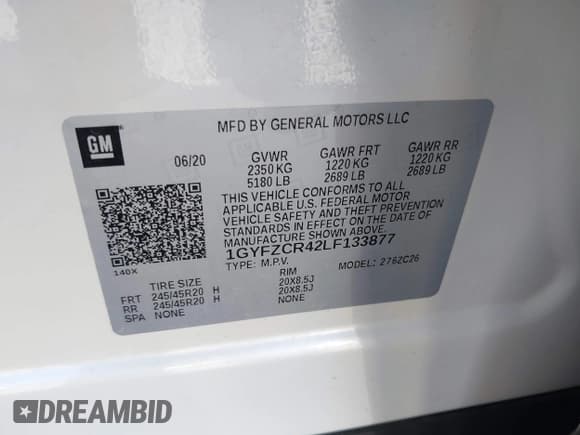 MFD BY GENERAL MOTORS LLC
GM
06/20 GVWR GAWR FRT GAWR RR
2350 KG 1220 KG 1220 KG
5180 LB 2689 LB 2689 LB
THIS VEHICLE CONFORMS TO ALL
APPLICABLE U.S. FEDERAL MOTOR
VEHICLE SAFETY AND THEFT PREVENTION
STANDARDS IN EFFECT ON THE DATE OF
MANUFACTURE SHOWN ABOVE.
1GYFZCR42LF133877
140X
TYPE: M.P.V. MODEL: 276ZC26
TIRE SIZE RIM
FRT 245/45R20 H 20X8.5J
RR 245/45R20 H 20X8.5J
SPA NONE NONE
DREAMBID